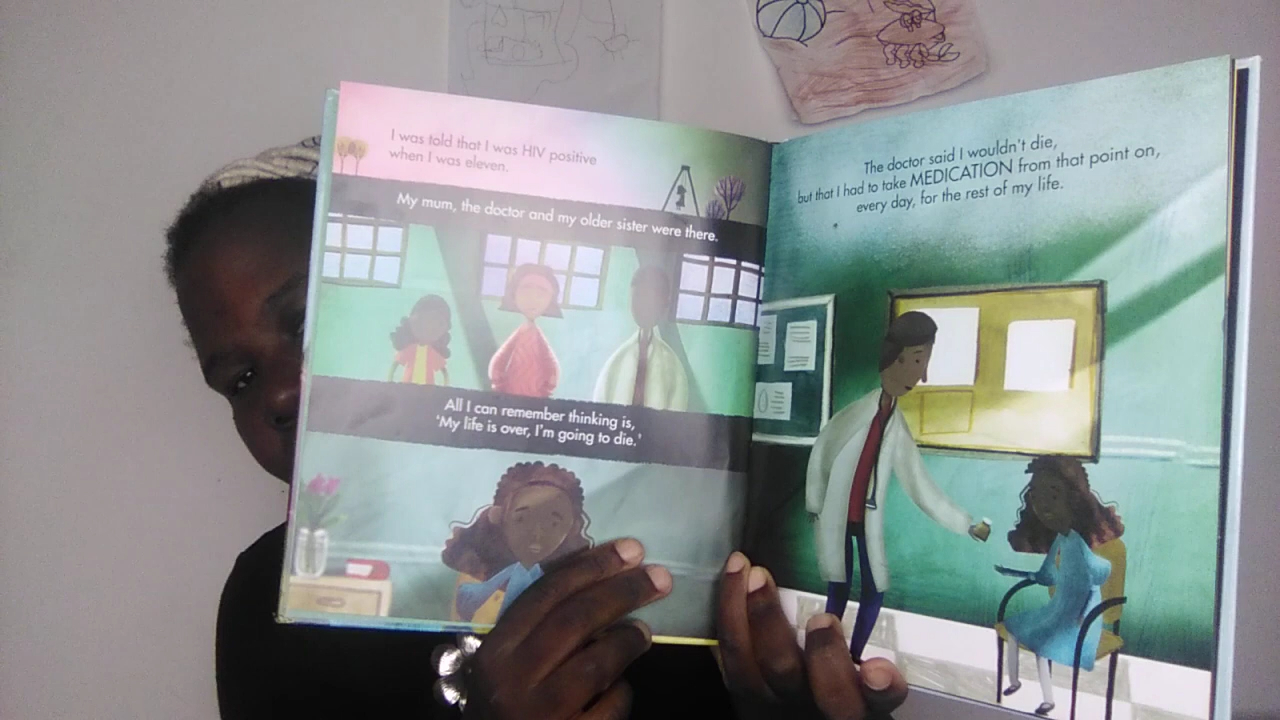 I was told that I was HIV positive
when I was eleven.
My mum, the doctor and my older sister were there.
All I can remember thinking is,
'My life is over, I'm going to die.'
The doctor said I wouldn't die,
but that I had to take MEDICATION from that point on,
every day, for the rest of my life.